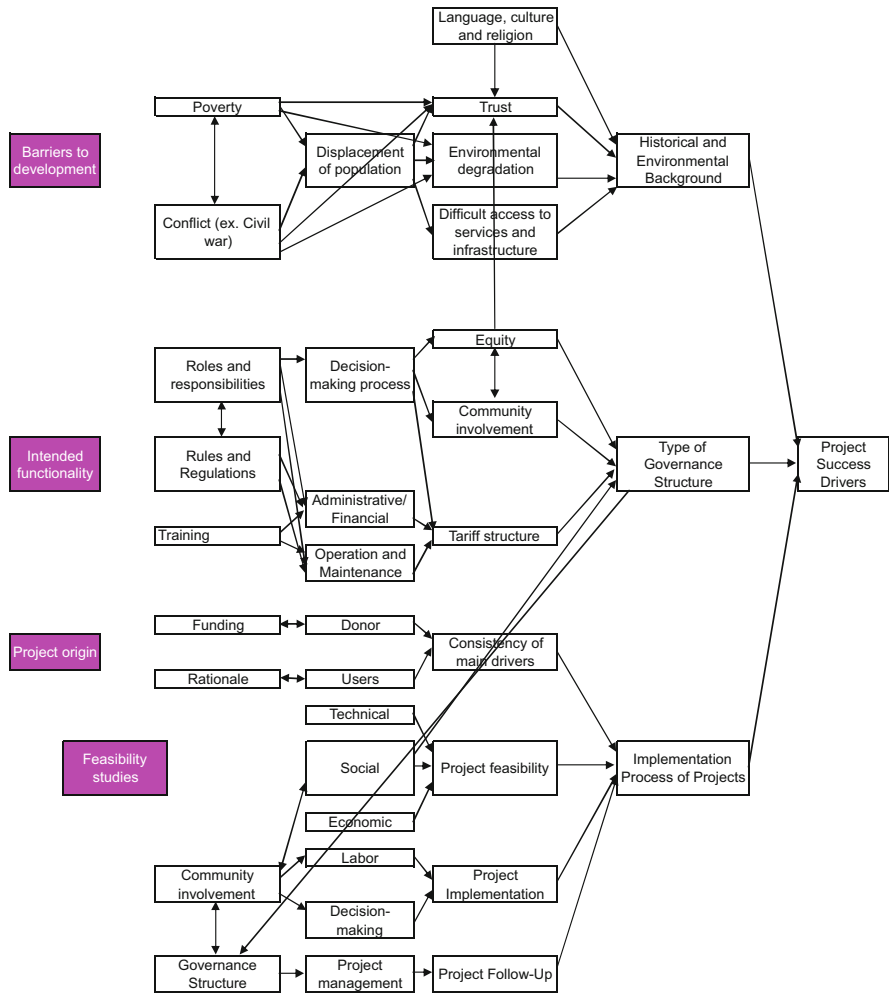 Language, culture
and religion
Poverty
Trust
Barriers to
development
Displacement
of population
Environmental
degradation
Historical and
Environmental
Background
Conflict (ex. Civil
war)
Difficult access to
services and
infrastructure
Equity
Roles and
responsibilities
Decision-
making process
Community
involvement
Intended
functionality
Rules and
Regulations
Type of
Governance
Structure
Project
Success
Drivers
Administrative/
Financial
Training
Tariff structure
Operation and
Maintenance
Funding
Donor
Project origin
Consistency of
main drivers
Rationale
Users
Technical
Feasibility
studies
Social
Project feasibility
Implementation
Process of Projects
Economic
Labor
Community
involvement
Project
Implementation
Decision-
making
Governance
Structure
Project
management
Project Follow-Up